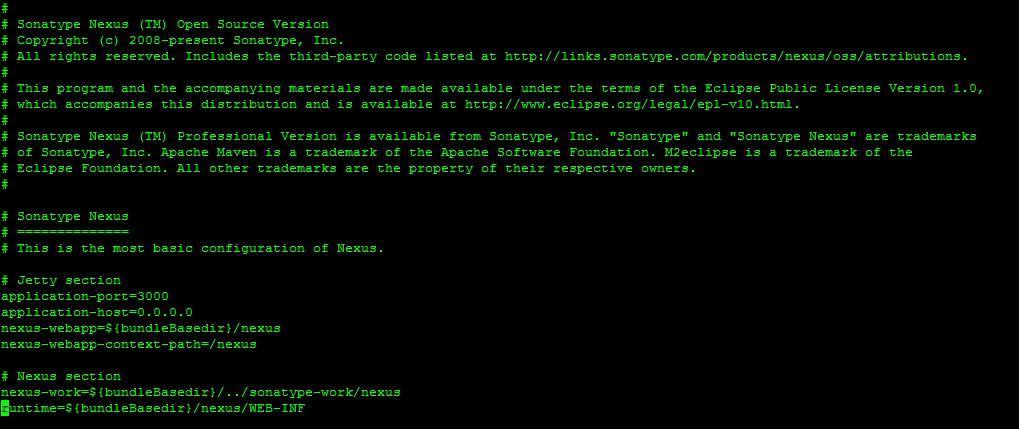 #
# Sonatype Nexus (TM) Open Source Version
# Copyright (c) 2008-present Sonatype, Inc.
# All rights reserved. Includes the third-party code listed at http://links.sonatype.com/products/nexus/oss/attributions.
#
# This program and the accompanying materials are made available under the terms of the Eclipse Public License Version 1.0,
# which accompanies this distribution and is available at http://www.eclipse.org/legal/epl-v10.html.
#
# Sonatype Nexus (TM) Professional Version is available from Sonatype, Inc. "Sonatype" and "Sonatype Nexus" are trademarks
# of Sonatype, Inc. Apache Maven is a trademark of the Apache Software Foundation. M2eclipse is a trademark of the
# Eclipse Foundation. All other trademarks are the property of their respective owners.
#

# Sonatype Nexus
# ==============
# This is the most basic configuration of Nexus.

# Jetty section
application-port=3000
application-host=0.0.0.0
nexus-webapp=${bundleBasedir}/nexus
nexus-webapp-context-path=/nexus

# Nexus section
nexus-work=${bundleBasedir}/../sonatype-work/nexus
runtime=${bundleBasedir}/nexus/WEB-INF